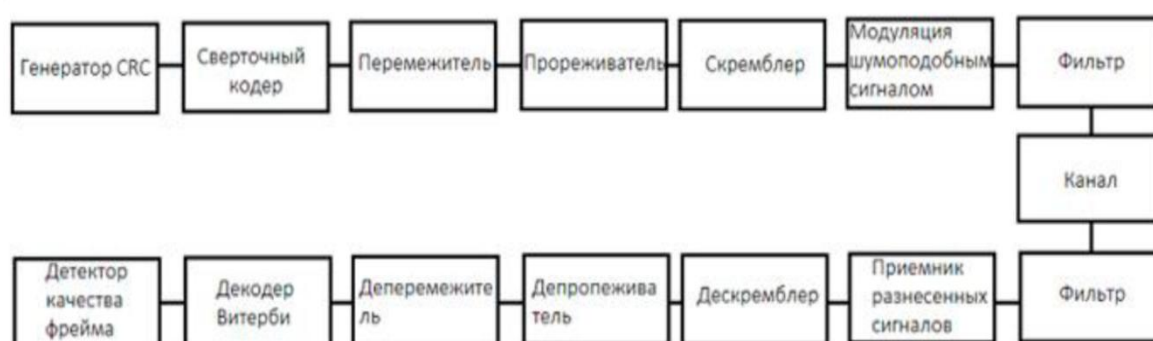 Генератор CRC
Сверточный
кодер
Перемежитель
Прореживатель
Скремблер
Модуляция
шумоподобным
сигналом
Фильтр
Канал
Детектор
качества
фрейма
Декодер
Витерби
Деперемежите
ль
Депропежива
тель
Дескремблер
Приемник
разнесенных
сигналов
Фильтр